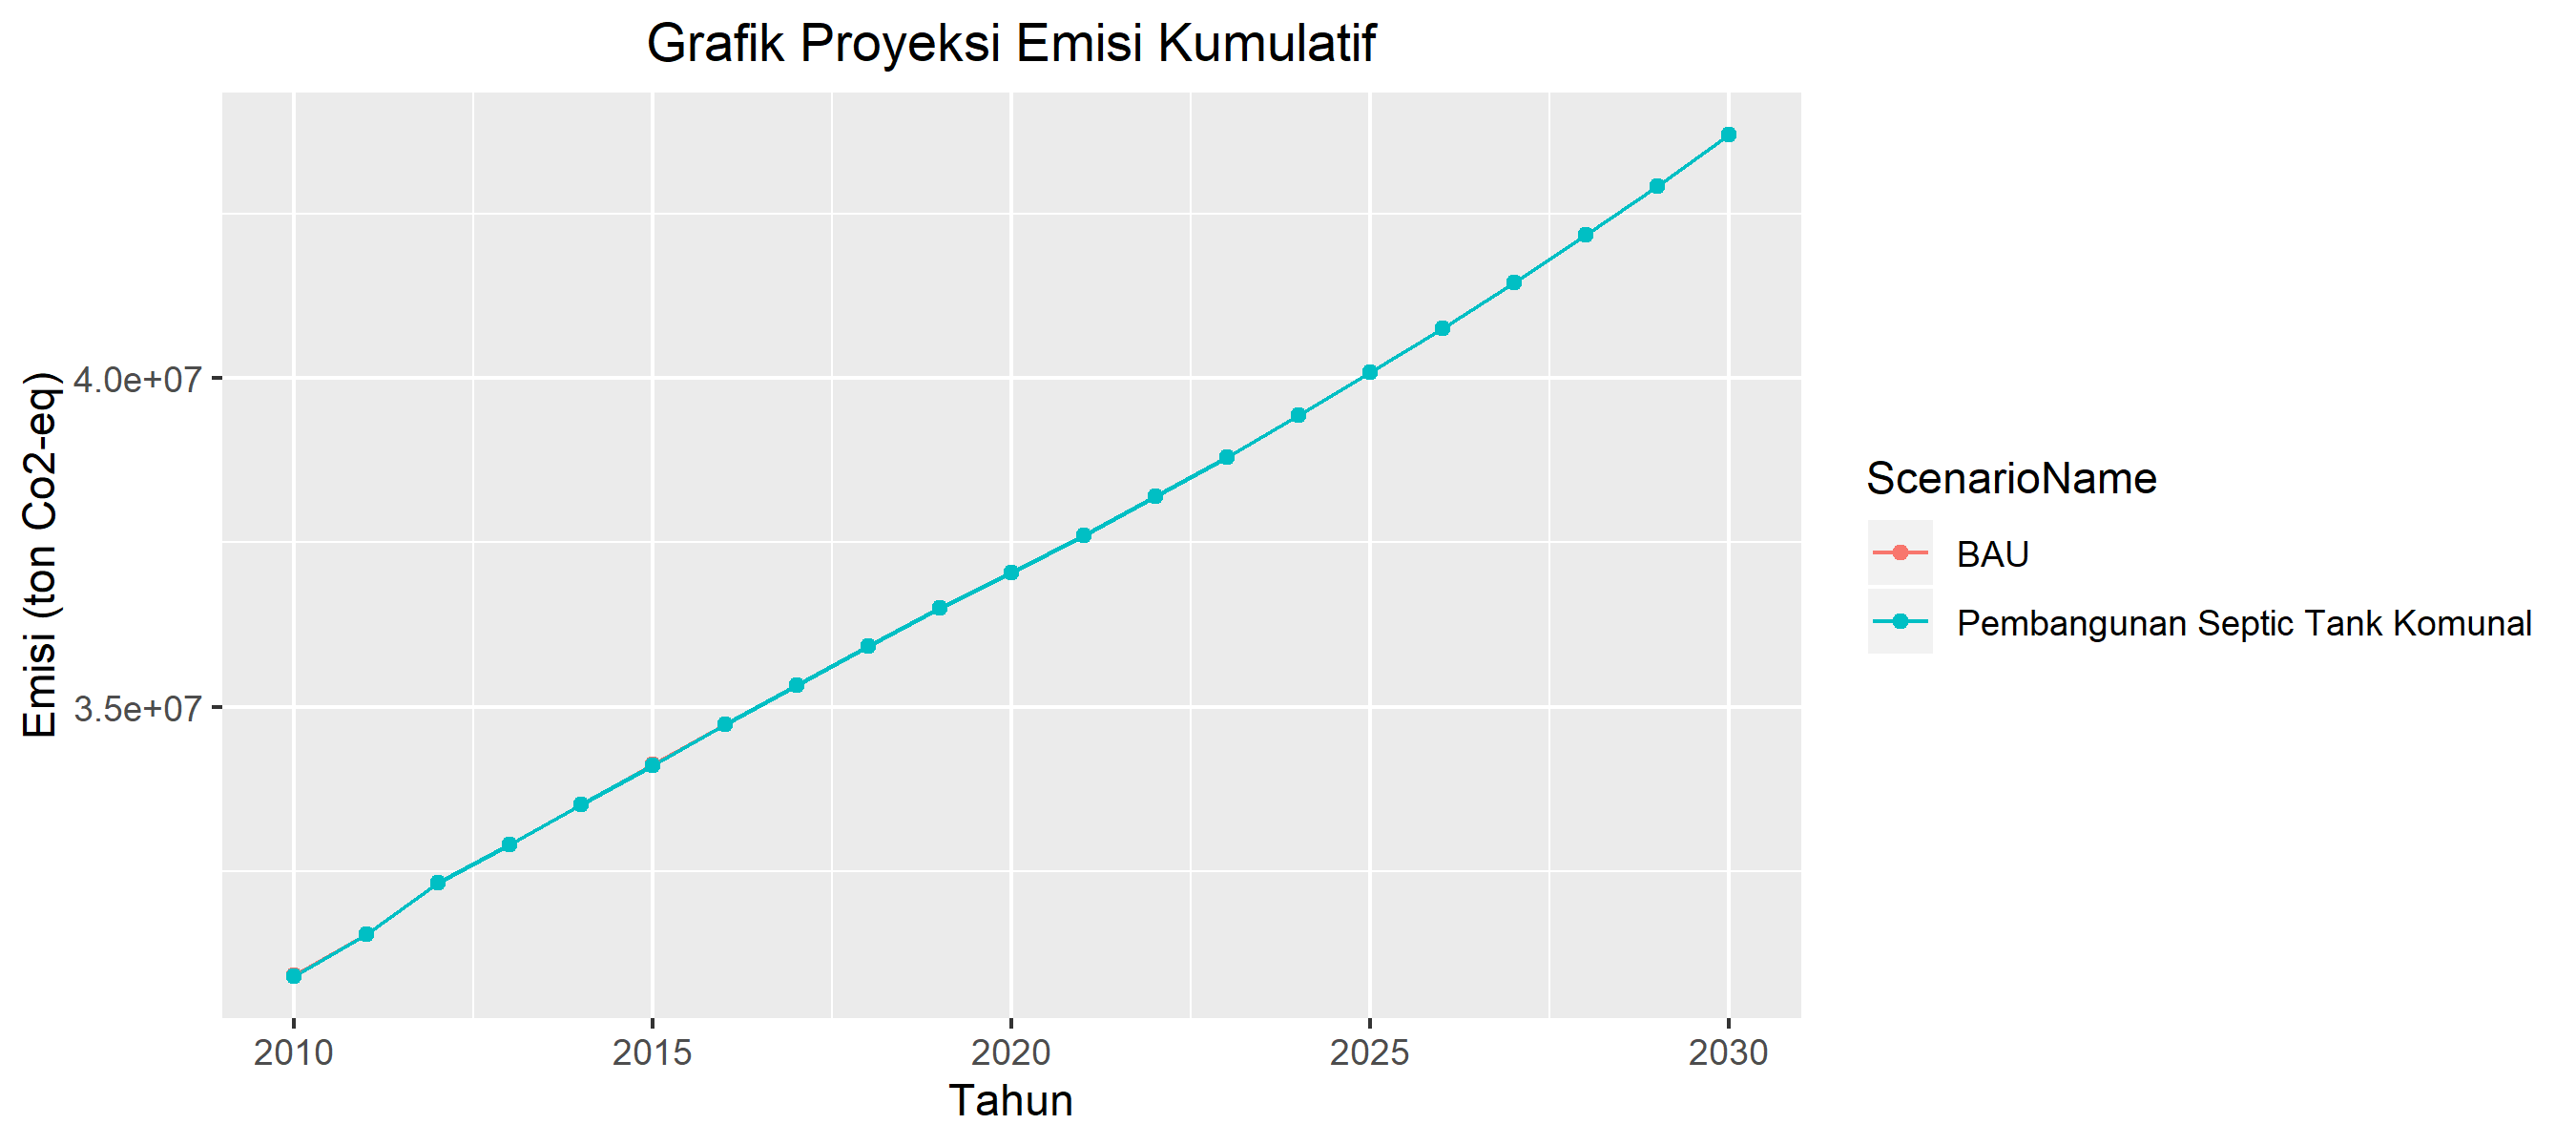 Grafik Proyeksi Emisi Kumulatif
Emisi (ton Co2-eq)
4.0e+07
3.5e+07
2010 2015 2020 2025 2030
Tahun
ScenarioName
BAU
Pembangunan Septic Tank Komunal